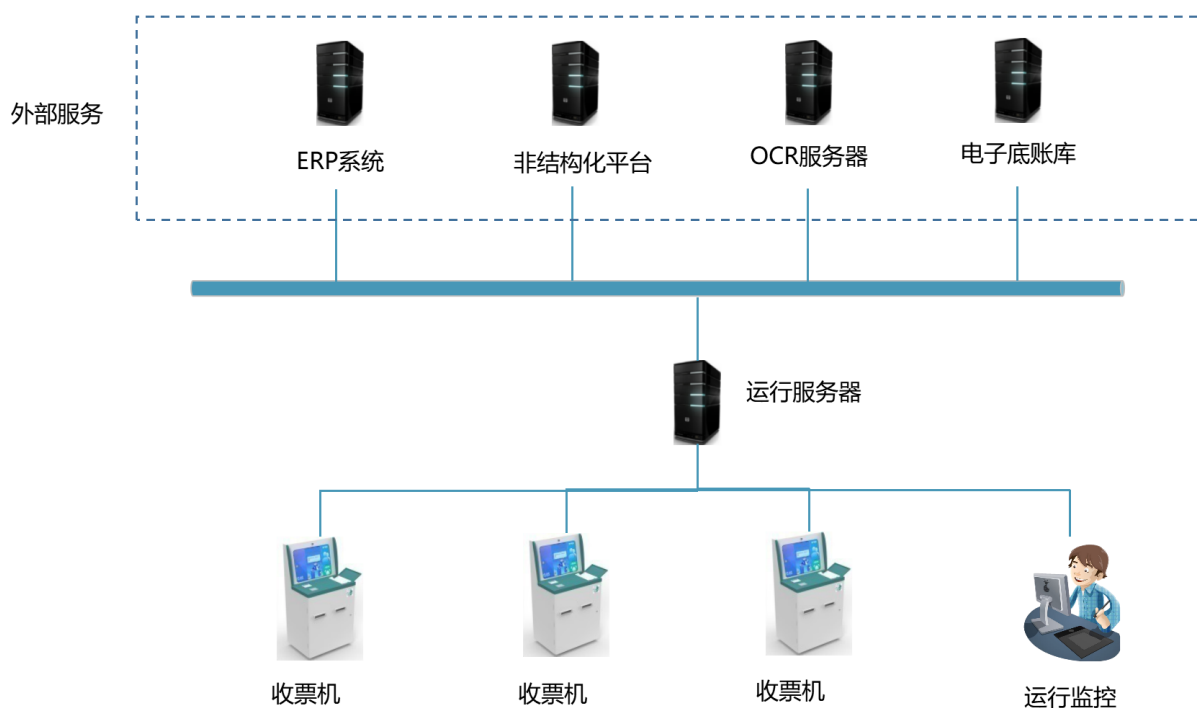 外部服务
ERP系统
非结构化平台
OCR服务器
电子底账库
运行服务器
收票机
收票机
收票机
运行监控